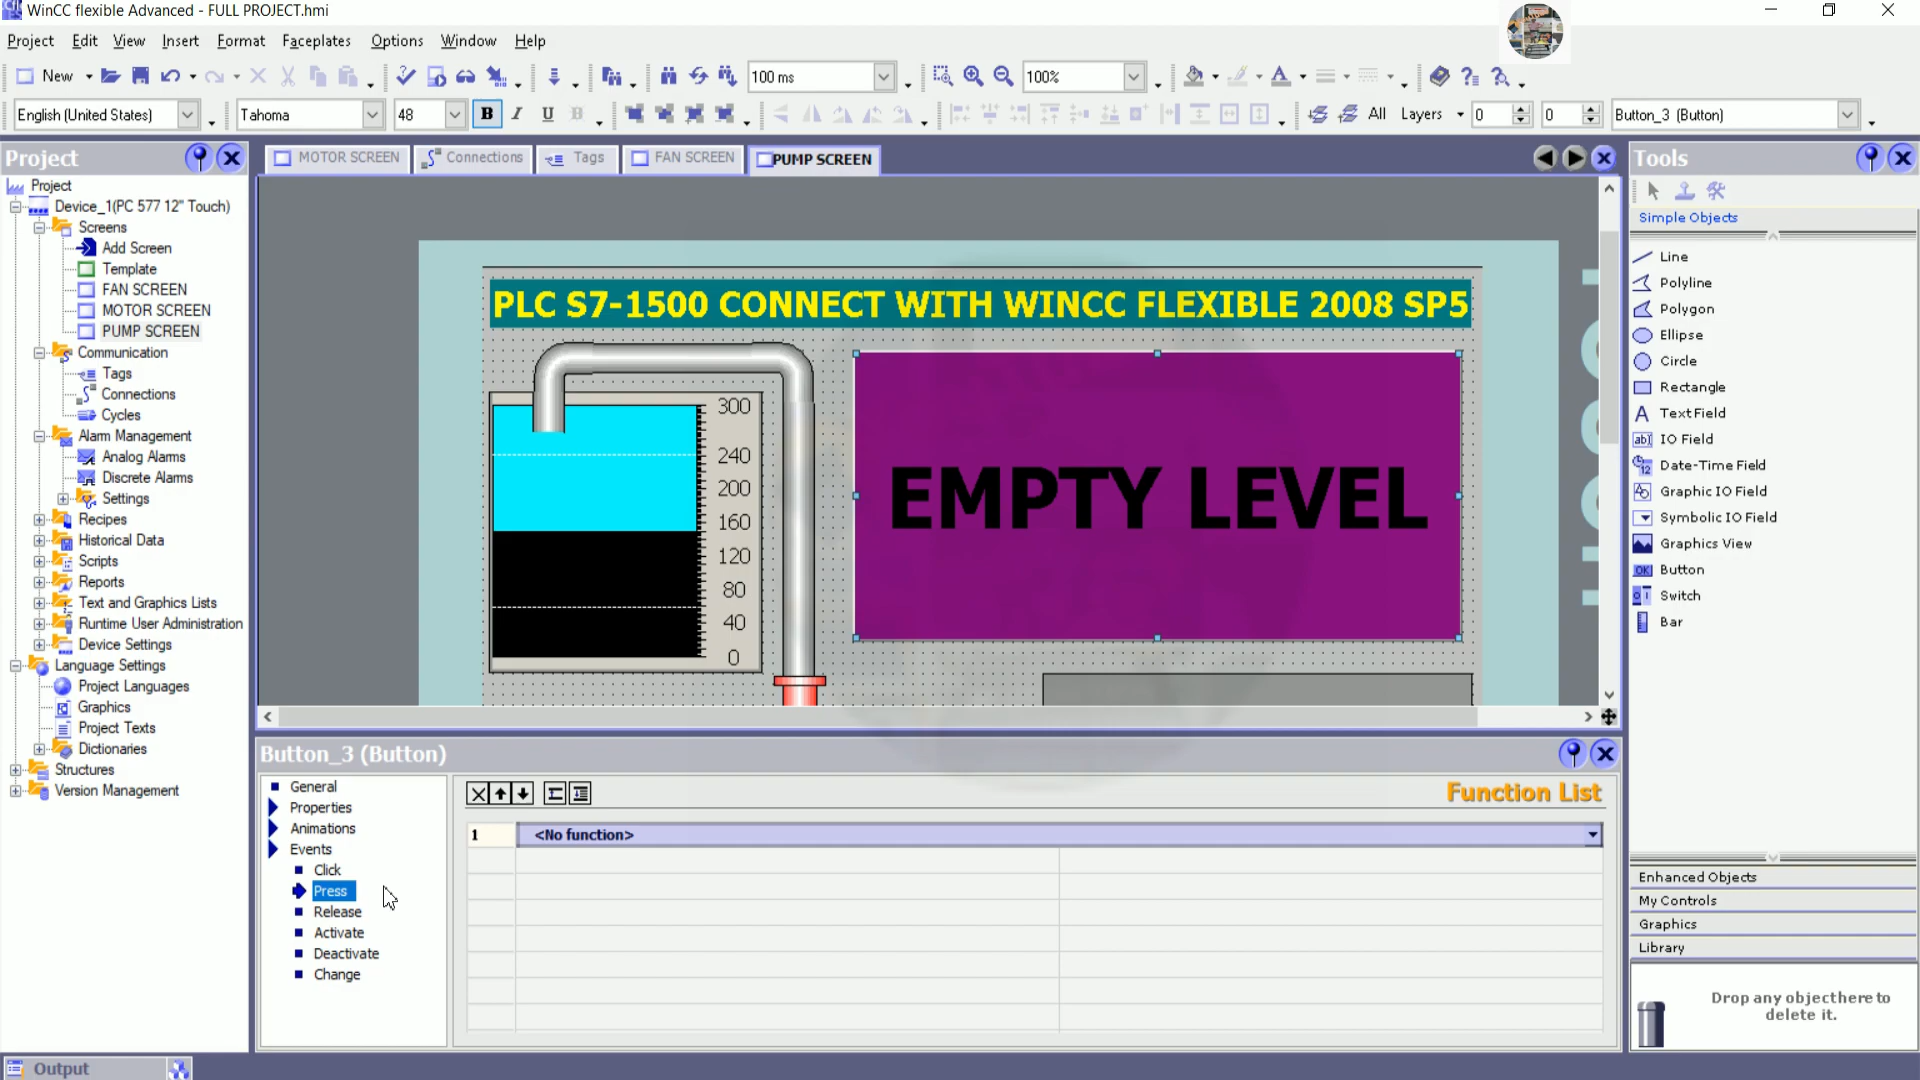 WinCC flexible Advanced - FULL PROJECT.hmi
Project Edit View Insert Format Faceplates Options Window Help
New 100 ms 100%
English (United States) Tahoma 48 B I U B All Layers 0 0 Button_3 (Button)
Project
MOTOR SCREEN Connections Tags FAN SCREEN PUMP SCREEN
Tools
Project
Device_1(PC 577 12" Touch)
Screens
Add Screen
Template
FAN SCREEN
MOTOR SCREEN
PUMP SCREEN
Communication
Tags
Connections
Cycles
Alarm Management
Analog Alarms
Discrete Alarms
Settings
Recipes
Historical Data
Scripts
Reports
Text and Graphics Lists
Runtime User Administration
Device Settings
Language Settings
Project Languages
Graphics
Project Texts
Dictionaries
Structures
Version Management
PLC S7-1500 CONNECT WITH WINCC FLEXIBLE 2008 SP5
300
240
200
160
120
80
40
0
EMPTY LEVEL
Simple Objects
Line
Polyline
Polygon
Ellipse
Circle
Rectangle
TextField
IO Field
Date-Time Field
Graphic IO Field
Symbolic IO Field
Graphics View
Button
Switch
Bar
Enhanced Objects
My Controls
Graphics
Library
Drop any objecthere to
delete it.
Button_3 (Button)
General
Properties
Animations
Events
Click
Press
Release
Activate
Deactivate
Change
Function List
1 <No function>
Output